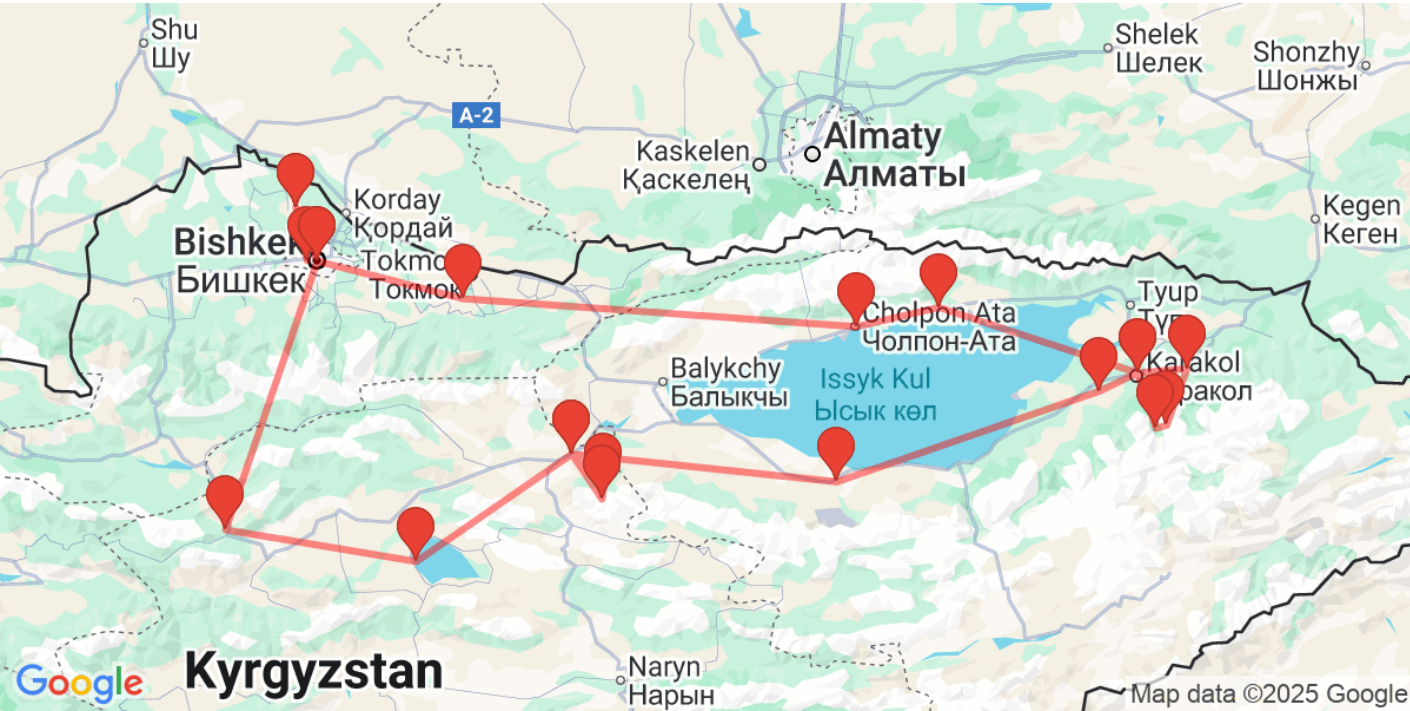 Shu
Шу
Shelek
Шелек
Shonzhy
Шонжы
A-2
Almaty
Алматы
Kaskelen
Қаскелең
Korday
Қордай
Kegen
Кеген
Bishkek
Бишкек
Токмок
Tyup
Cholpon Ata
Чолпон-Ата
Karakol
Balykchy
Балыкчы
Issyk Kul
Ысык көл
Kyrgyzstan
Naryn
Нарын
Google
Map data ©2025 Google